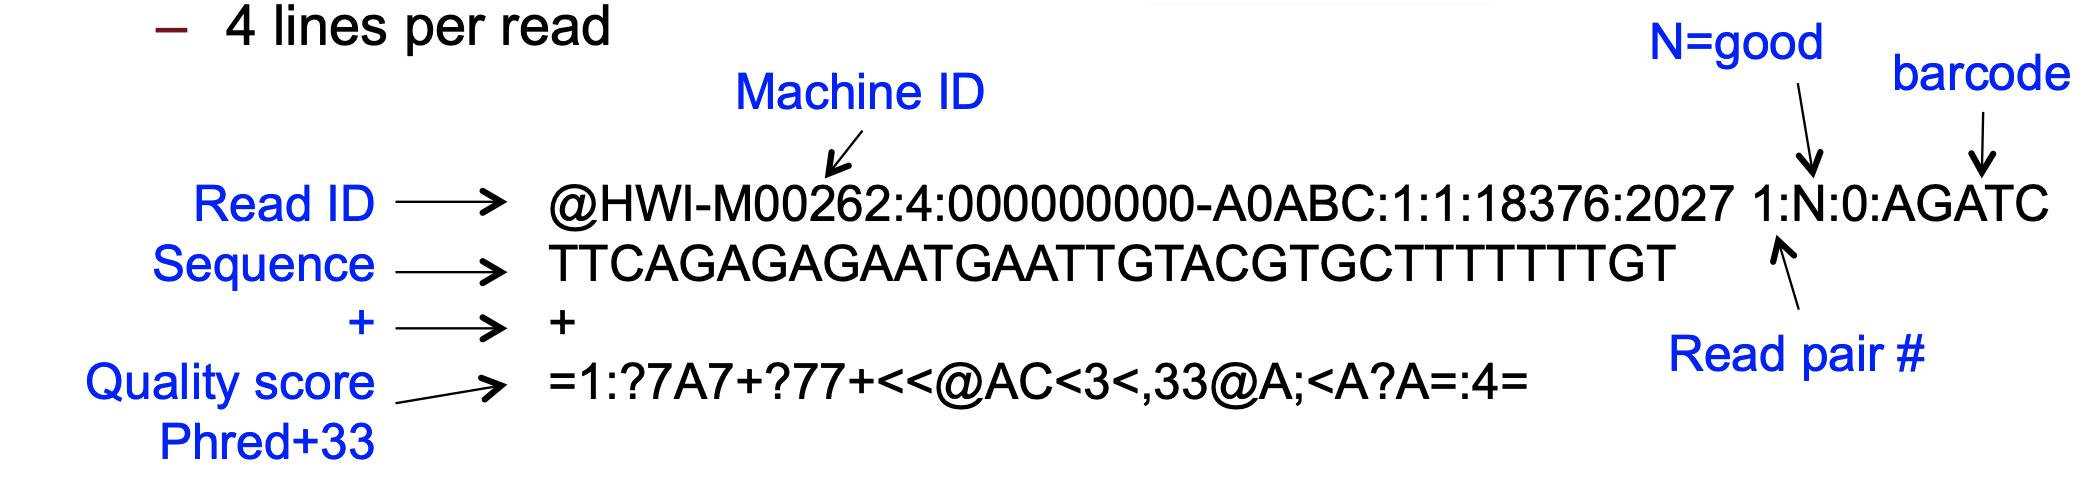 – 4 lines per read
N=good
Machine ID
barcode
Read ID @HWI-M00262:4:000000000-A0ABC:1:1:18376:2027 1:N:0:AGATC
Sequence TTCAGAGAGAATGAATTGTACGTGCTTTTTTTGT
+ +
Read pair #
Quality score =1:?7A7+?77+<<@AC<3<,33@A;<A?A=:4=
Phred+33